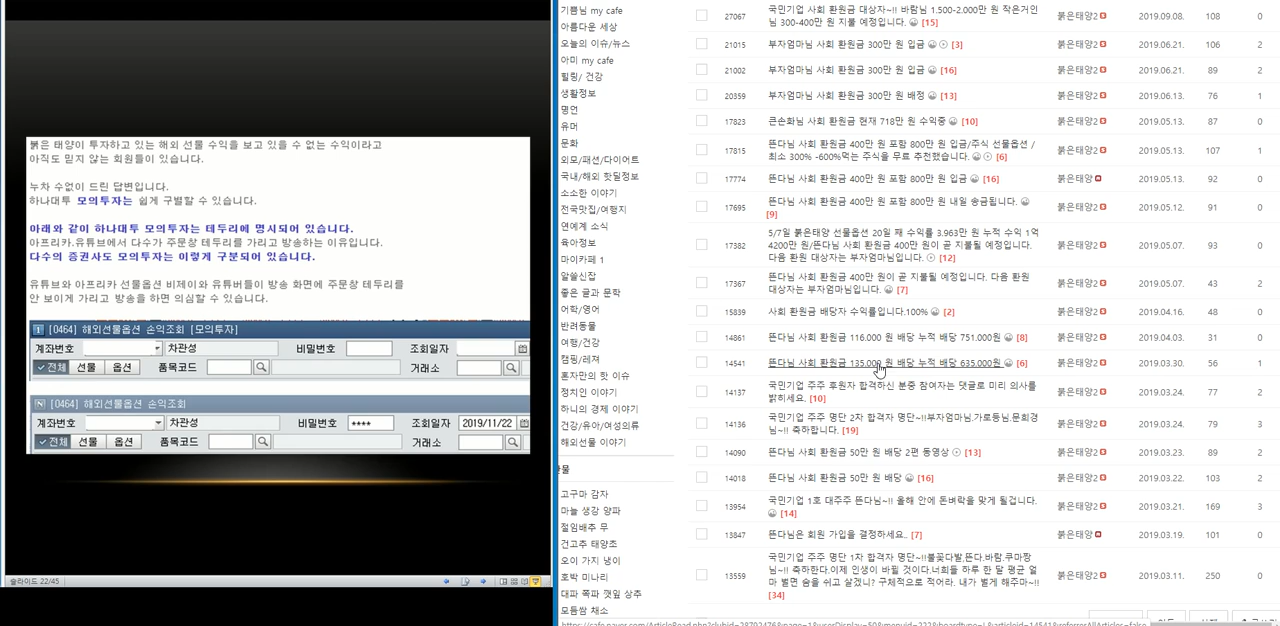 붉은 태양이 투자하고 있는 해외 선물 수익을 보고 있을 수 없는 수익이라고
아직도 믿지 않는 회원들이 있습니다.
누차 수없이 드린 답변입니다.
하나대투 모의투자는 쉽게 구별할 수 있습니다.
아래와 같이 하나대투 모의투자는 테두리에 명시되어 있습니다.
아프리카.유튜브에서 다수가 주문창 테두리를 가리고 방송하는 이유입니다.
다수의 증권사도 모의투자는 이렇게 구분되어 있습니다.
유튜브와 아프리카 선물옵션 비제이와 유튜버들이 방송 화면에 주문창 테두리를
안 보이게 가리고 방송을 하면 의심할 수 있습니다.
[0464] 해외선물옵션 손익조회 [모의투자]
계좌번호 차관성 비밀번호 조회일자
전체 선물 옵션 품목코드 거래소
[0464] 해외선물옵션 손익조회
계좌번호 차관성 비밀번호 **** 조회일자 2019/11/22
전체 선물 옵션 품목코드 거래소
슬라이드 22/45
기쁨님 my cafe
아름다운 세상
오늘의 이슈/뉴스
아미 my cafe
힐링/ 건강
생활정보
명언
유머
문화
외모/패션/다이어트
국내/해외 핫딜정보
소소한 이야기
전국맛집/여행지
연예계 소식
육아정보
마이카페 1
알쓸신잡
좋은 글과 문학
어학/영어
반려동물
여행/건강
캠핑/레져
혼자만의 핫 이슈
정치인 이야기
하니의 경제 이야기
건강/유아/여성의류
해외선물 이야기
물
고구마 감자
마늘 생강 양파
절임배추 무
건고추 태양초
오이 가지 냉이
호박 미나리
대파 쪽파 깻잎 상추
모듬쌈 채소
27067 국민기업 사회 환원금 대상자~!! 바람님 1.500-2.000만 원 작은거인
님 300-400만 원 지불 예정입니다. [15] 붉은태양2 2019.09.08. 108 0
21015 부자엄마님 사회 환원금 300만 원 입금 [3] 붉은태양2 2019.06.21. 106 2
21002 부자엄마님 사회 환원금 300만 원 입금 [16] 붉은태양2 2019.06.21. 89 2
20359 부자엄마님 사회 환원금 300만 원 배정 [13] 붉은태양2 2019.06.13. 76 1
17823 큰손화님 사회 환원금 현재 718만 원 수익중 [10] 붉은태양2 2019.05.13. 87 0
17815 뜬다님 사회 환원금 400만 원 포함 800만 원 입금/주식 선물옵션 /
최소 300% -600%먹는 주식을 무료 추천했습니다. [6] 붉은태양2 2019.05.13. 107 1
17774 뜬다님 사회 환원금 400만 원 포함 800만 원 입금 [16] 붉은태양 2019.05.13. 92 0
17695 뜬다님 사회 환원금 400만 원 포함 800만 원 내일 송금됩니다.
[9] 붉은태양2 2019.05.12. 91 0
17382 5/7일 붉은태양 선물옵션 20일 째 수익률 3.963만 원 누적 수익 1억
4200만 원/뜬다님 사회 환원금 400만 원이 곧 지불될 예정입니다.
다음 환원 대상자는 부자엄마님입니다. [12] 붉은태양2 2019.05.07. 93 0
17367 뜬다님 사회 환원금 400만 원이 곧 지불될 예정입니다. 다음 환원
대상자는 부자엄마님입니다. [7] 붉은태양2 2019.05.07. 43 2
15839 사회 환원금 배당자 수익률입니다.100% [2] 붉은태양2 2019.04.16. 48 0
14861 뜬다님 사회 환원금 116.000 원 배당 누적 배당 751.000원 [8] 붉은태양2 2019.04.03. 31 0
14541 뜬다님 사회 환원금 135.000 원 배당 누적 배당 635.000원 [6] 붉은태양2 2019.03.30. 56 1
14137 국민기업 주주 후원자 합격하신 분중 참여자는 댓글로 미리 의사를
밝히세요. [10] 붉은태양2 2019.03.24. 77 2
14136 국민기업 주주 명단 2차 합격자 명단~!!부자엄마님.가로등님.문희경
님~!! 축하합니다. [19] 붉은태양2 2019.03.24. 79 3
14090 뜬다님 사회 환원금 50만 원 배당 2편 동영상 [13] 붉은태양2 2019.03.23. 89 2
14018 뜬다님 사회 환원금 50만 원 배당 [16] 붉은태양2 2019.03.22. 103 2
13954 국민기업 1호 대주주 뜬다님~!! 올해 안에 돈벼락을 맞게 될겁니다.
[14] 붉은태양2 2019.03.21. 169 3
13847 뜬다님은 회원 가입을 결정하세요.. [7] 붉은태양 2019.03.19. 101 0
13559 국민기업 주주 명단 1차 합격자 명단~!!불꽃다발.뜬다.바람.쿠마짱
님~!! 축하한다.이제 인생이 바뀔 것이다.너희들 하루 한 달 평균 얼
마 벌면 숨을 쉬고 살겠니? 구체적으로 적어라. 내가 벌게 해주마~!!
[34] 붉은태양2 2019.03.11. 250 0